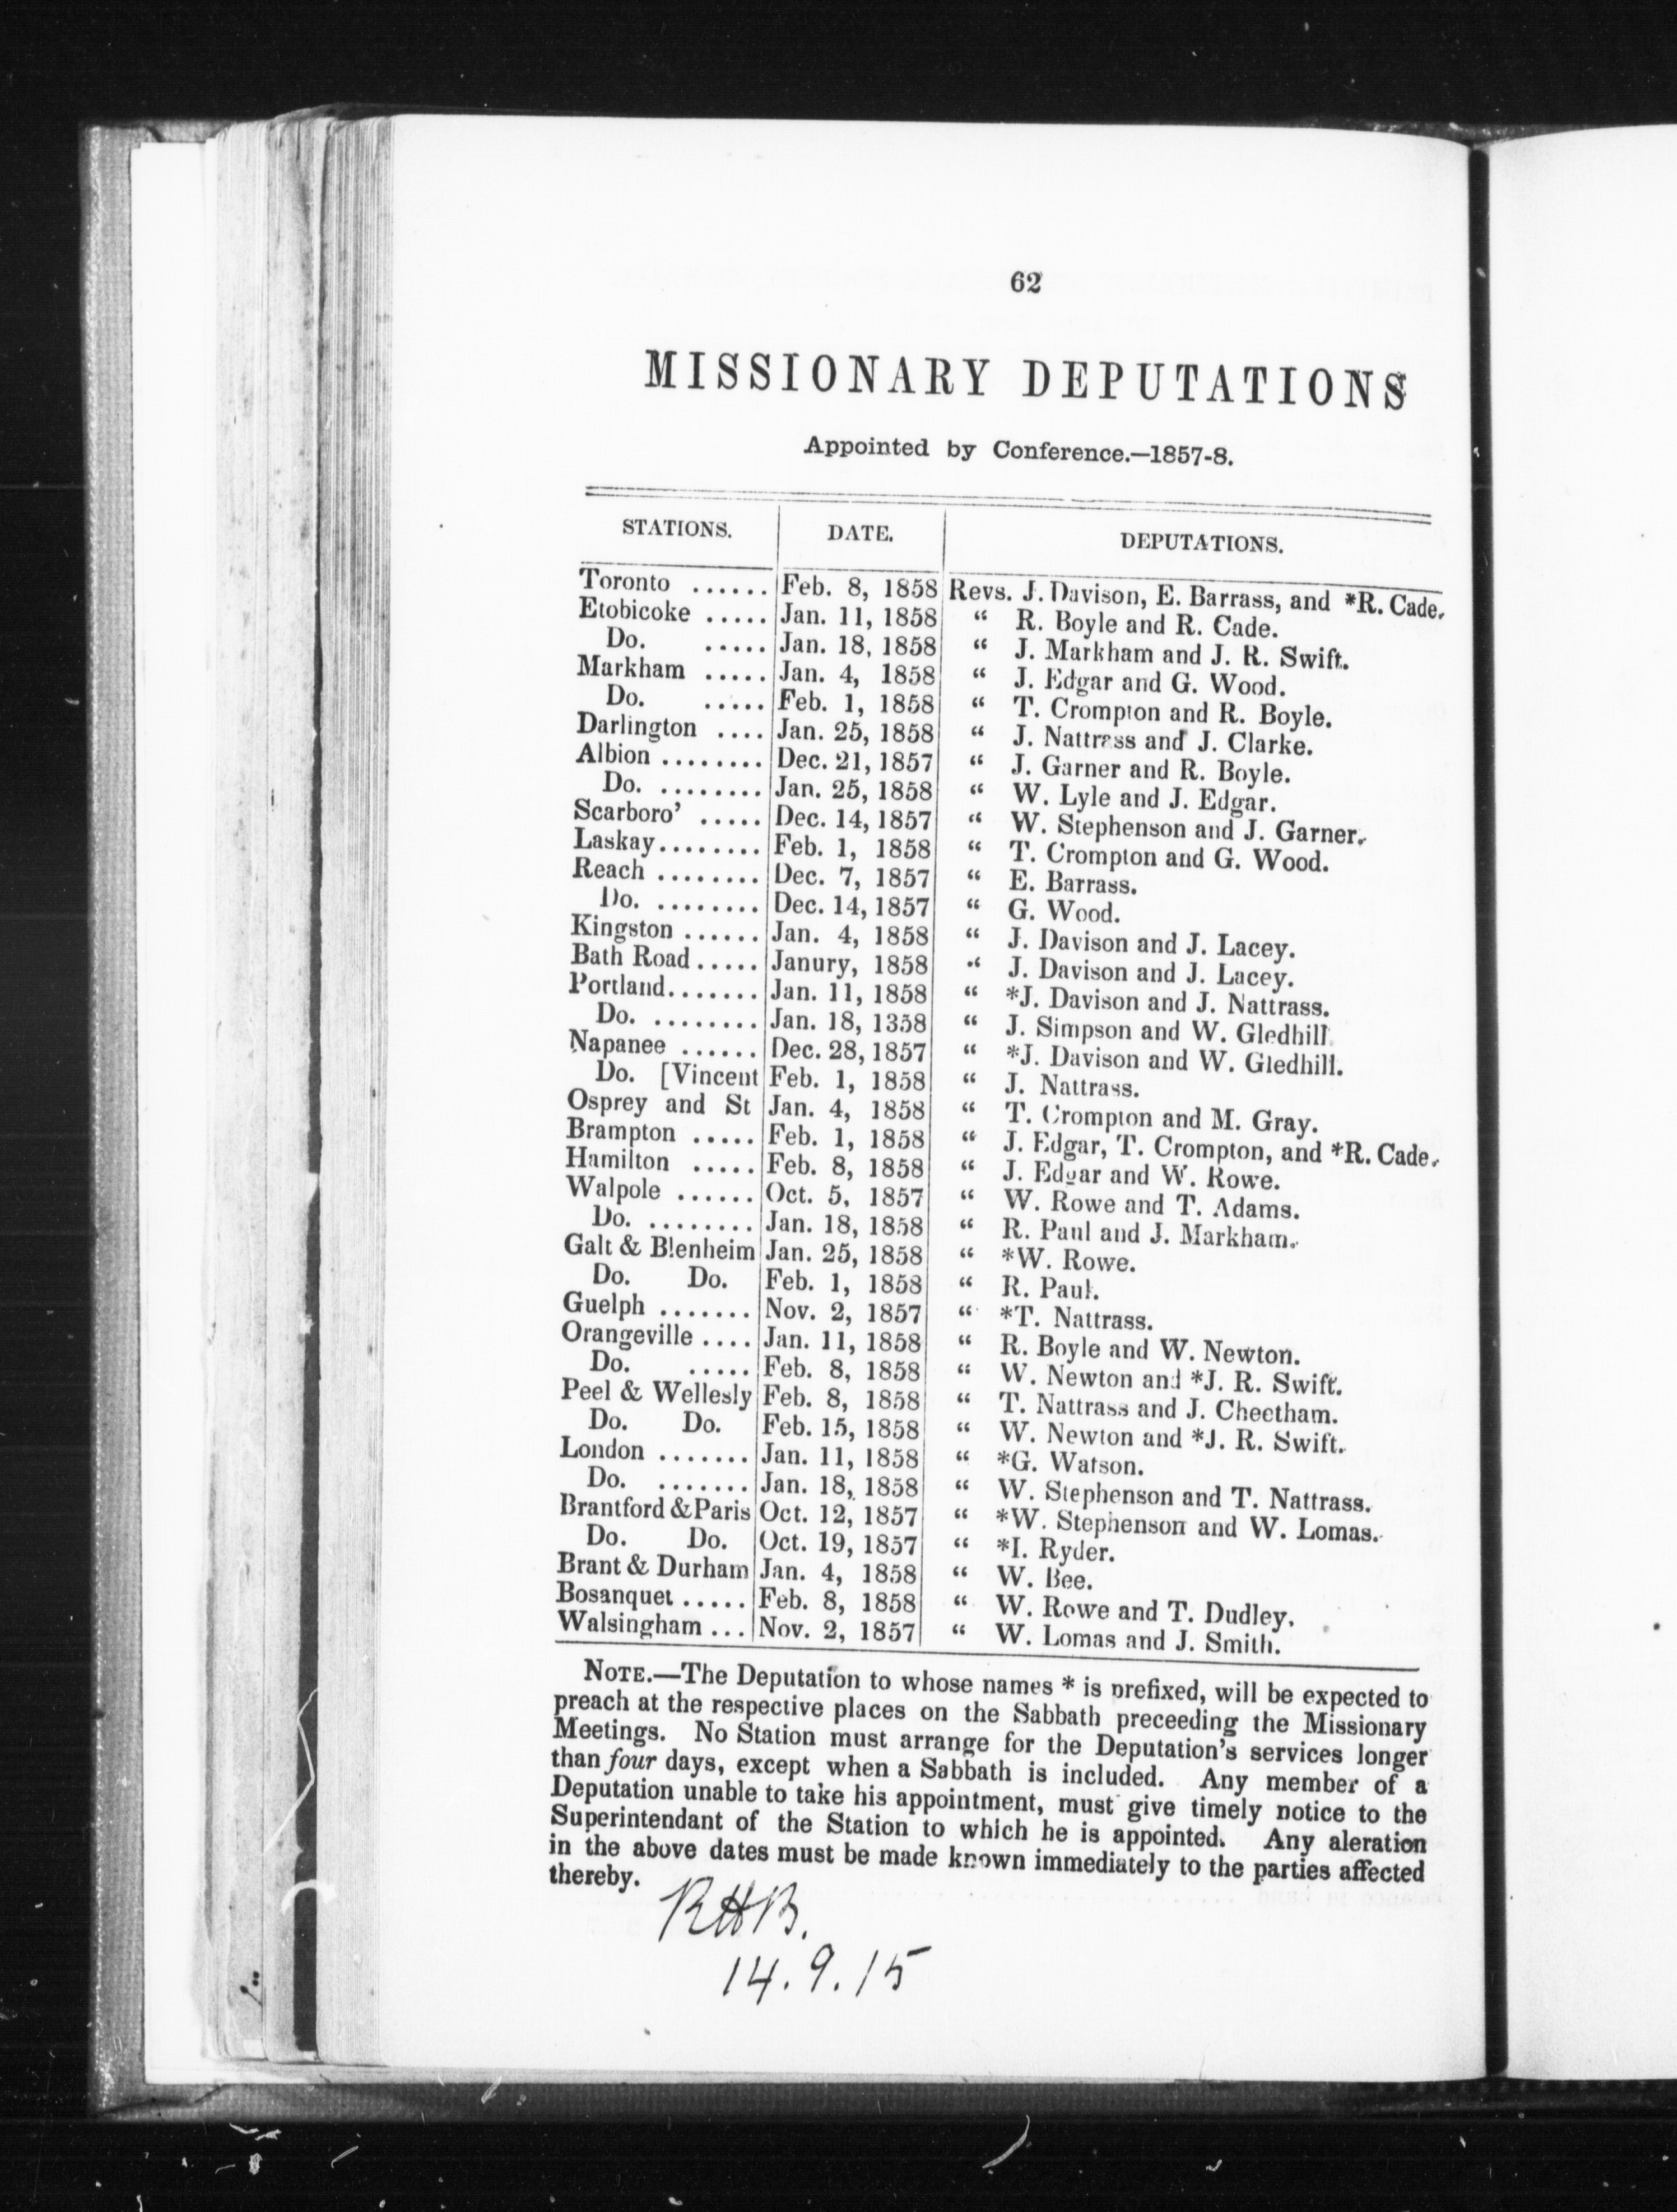 62
MISSIONARY DEPUTATIONS
Appointed by Conference.—1857-8.
STATIONS. DATE. DEPUTATIONS.
Toronto ...... Feb. 8, 1858 Revs. J. Davison, E. Barrass, and *R. Cade.
Etobicoke ..... Jan. 11, 1858 “ R. Boyle and R. Cade.
Do. ..... Jan. 18, 1858 “ J. Markham and J. R. Swift.
Markham ..... Jan. 4, 1858 “ J. Edgar and G. Wood.
Do. ..... Feb. 1, 1858 “ T. Crompton and R. Boyle.
Darlington .... Jan. 25, 1858 “ J. Nattrass and J. Clarke.
Albion ........ Dec. 21, 1857 “ J. Garner and R. Boyle.
Do. ........ Jan. 25, 1858 “ W. Lyle and J. Edgar.
Scarboro’ ..... Dec. 14, 1857 “ W. Stephenson and J. Garner.
Laskay........ Feb. 1, 1858 “ T. Crompton and G. Wood.
Reach ........ Dec. 7, 1857 “ E. Barrass.
Do. ........ Dec. 14, 1857 “ G. Wood.
Kingston ...... Jan. 4, 1858 “ J. Davison and J. Lacey.
Bath Road ..... Janury, 1858 “ J. Davison and J. Lacey.
Portland....... Jan. 11, 1858 “ *J. Davison and J. Nattrass.
Do. ........ Jan. 18, 1358 “ J. Simpson and W. Gledhill.
Napanee ...... Dec. 28, 1857 “ *J. Davison and W. Gledhill.
Do. [Vincent Feb. 1, 1858 “ J. Nattrass.
Osprey and St Jan. 4, 1858 “ T. Crompton and M. Gray.
Brampton ..... Feb. 1, 1858 “ J. Edgar, T. Crompton, and *R. Cade.
Hamilton ..... Feb. 8, 1858 “ J. Edgar and W. Rowe.
Walpole ...... Oct. 5, 1857 “ W. Rowe and T. Adams.
Do. ........ Jan. 18, 1858 “ R. Paul and J. Markham.
Galt & Blenheim Jan. 25, 1858 “ *W. Rowe.
Do. Do. Feb. 1, 1858 “ R. Paul.
Guelph ....... Nov. 2, 1857 “ *T. Nattrass.
Orangeville .... Jan. 11, 1858 “ R. Boyle and W. Newton.
Do. ..... Feb. 8, 1858 “ W. Newton and *J. R. Swift.
Peel & Wellesly Feb. 8, 1858 “ T. Nattrass and J. Cheetham.
Do. Do. Feb. 15, 1858 “ W. Newton and *J. R. Swift.
London ....... Jan. 11, 1858 “ *G. Watson.
Do. ....... Jan. 18, 1858 “ W. Stephenson and T. Nattrass.
Brantford & Paris Oct. 12, 1857 “ *W. Stephenson and W. Lomas.
Do. Do. Oct. 19, 1857 “ *I. Ryder.
Brant & Durham Jan. 4, 1858 “ W. Bee.
Bosanquet ..... Feb. 8, 1858 “ W. Rowe and T. Dudley.
Walsingham ... Nov. 2, 1857 “ W. Lomas and J. Smith.
NOTE.—The Deputation to whose names * is prefixed, will be expected to
preach at the respective places on the Sabbath preceeding the Missionary
Meetings. No Station must arrange for the Deputation’s services longer
than four days, except when a Sabbath is included. Any member of a
Deputation unable to take his appointment, must give timely notice to the
Superintendant of the Station to which he is appointed. Any aleration
in the above dates must be made known immediately to the parties affected
thereby.
RHB.
14.9.15